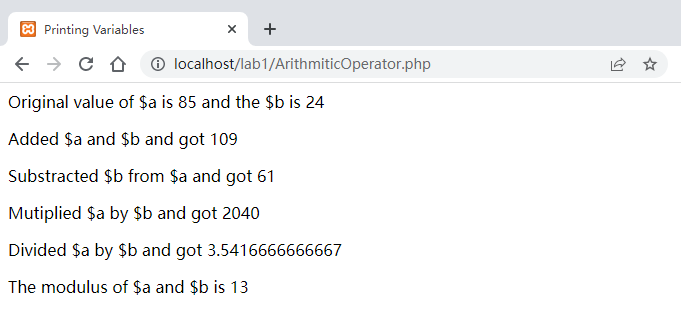 Printing Variables
localhost/lab1/ArithmiticOperator.php
Original value of $a is 85 and the $b is 24
Added $a and $b and got 109
Substracted $b from $a and got 61
Mutiplied $a by $b and got 2040
Divided $a by $b and got 3.5416666666667
The modulus of $a and $b is 13